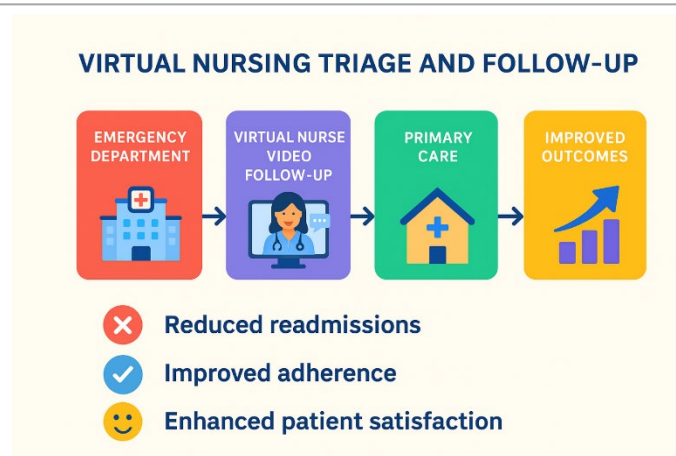 VIRTUAL NURSING TRIAGE AND FOLLOW-UP
EMERGENCY
DEPARTMENT
VIRTUAL NURSE
VIDEO
FOLLOW-UP
PRIMARY
CARE
IMPROVED
OUTCOMES
Reduced readmissions
Improved adherence
Enhanced patient satisfaction